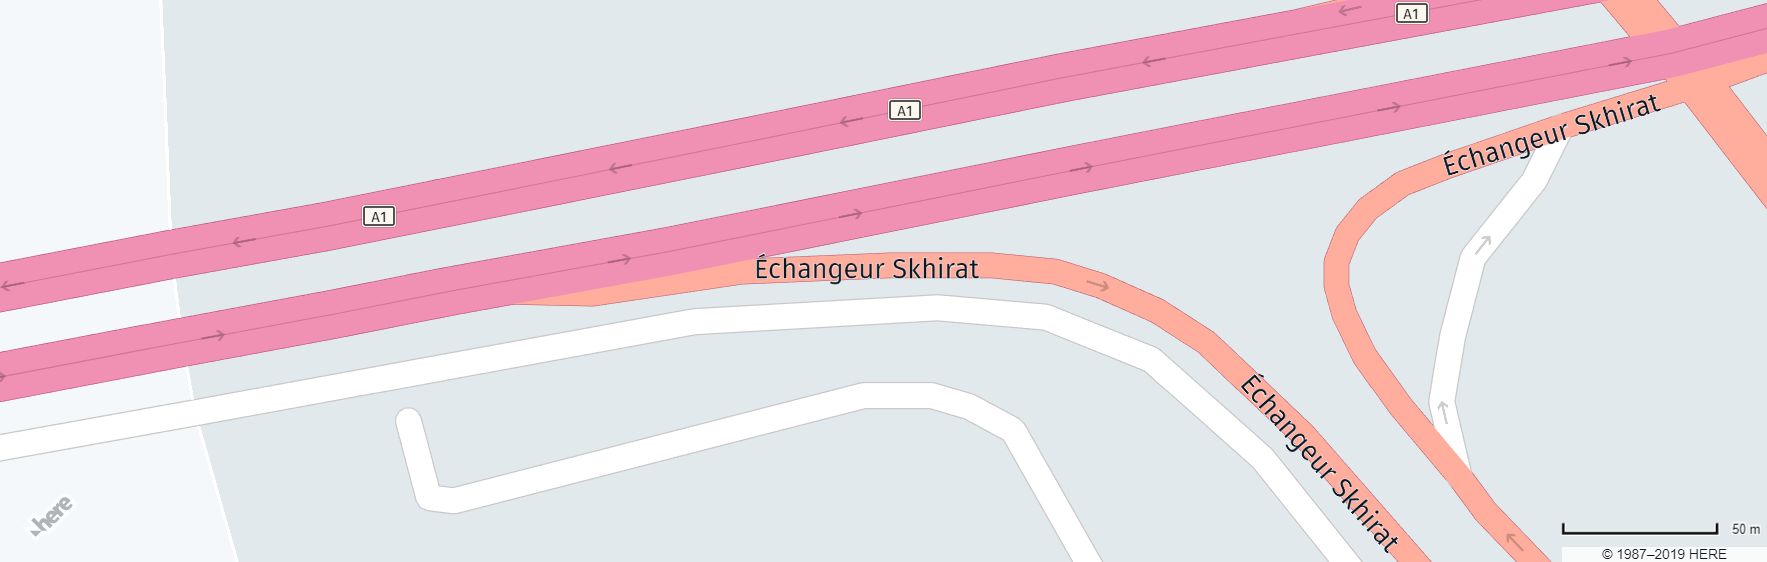 A1
A1
Échangeur Skhirat
A1
Échangeur Skhirat
Échangeur Skhirat
here
50 m
© 1987–2019 HERE